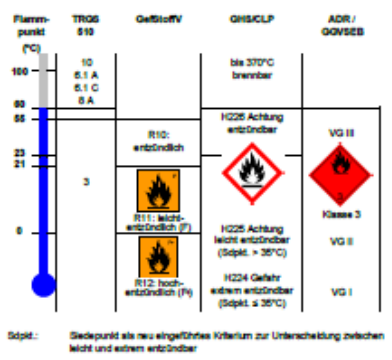 Flamm-
punkt
(°C)
TRGS
510
GefStoffV
GHS/CLP
ADR /
GGVSEB
100
60
55
23
21
0
10
6.1 A
6.1 C
8 A
3
R10:
entzündlich
R11: leicht-
entzündlich (F)
R12: hoch-
entzündlich (F+)
bis 370°C
brennbar
H226 Achtung
entzündbar
H225 Achtung
leicht entzündbar
(Sdpkt. > 35°C)
H224 Gefahr
extrem entzündbar
(Sdpkt. ≤ 35°C)
VG III
3
Klasse 3
VG II
VG I
Sdpkt.: Siedepunkt als neu eingeführtes Kriterium zur Unterscheidung zwischen
leicht und extrem entzündbar